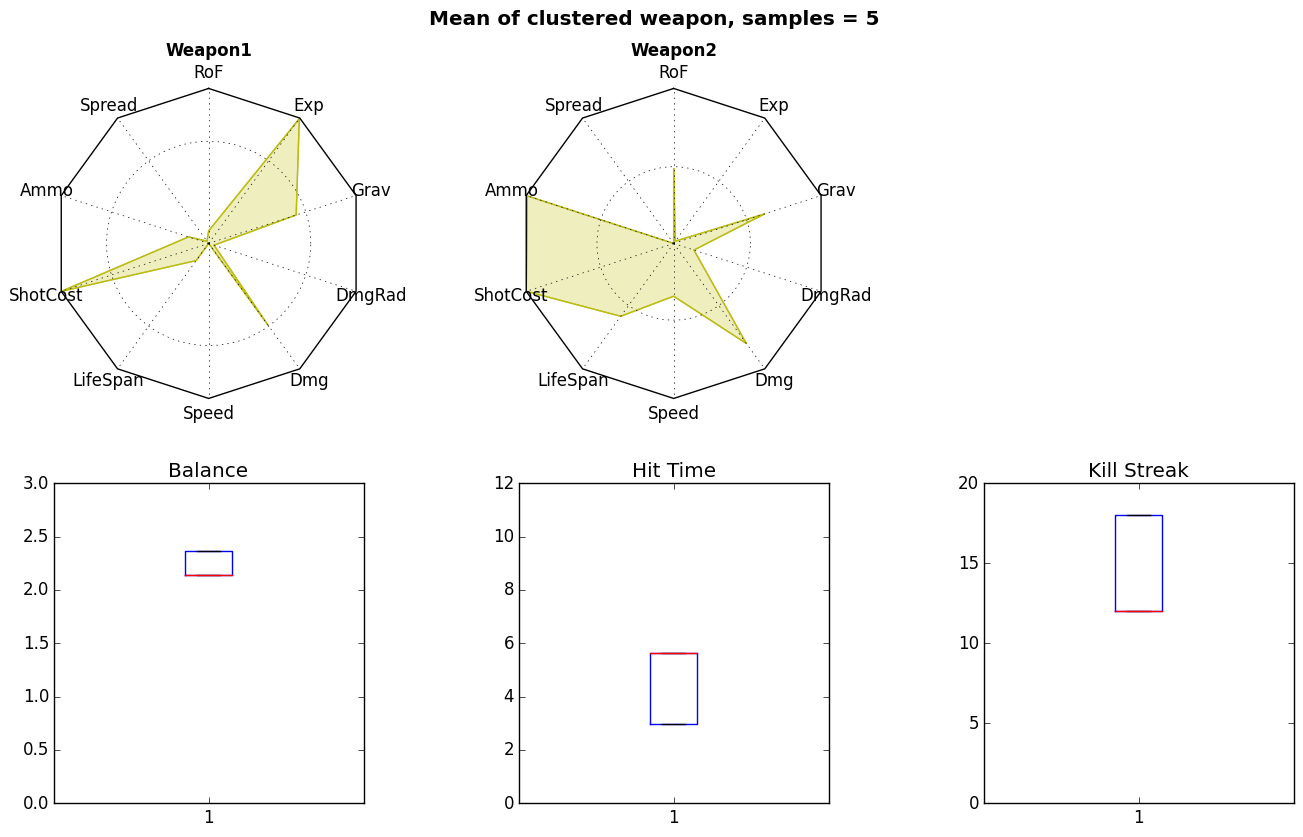 Mean of clustered weapon, samples = 5
Weapon1
RoF
Exp
Grav
DmgRad
Dmg
Speed
LifeSpan
ShotCost
Ammo
Spread
Weapon2
RoF
Exp
Grav
DmgRad
Dmg
Speed
LifeSpan
ShotCost
Ammo
Spread
Balance
3.0
2.5
2.0
1.5
1.0
0.5
0.0
1
Hit Time
12
10
8
6
4
2
0
1
Kill Streak
20
15
10
5
0
1